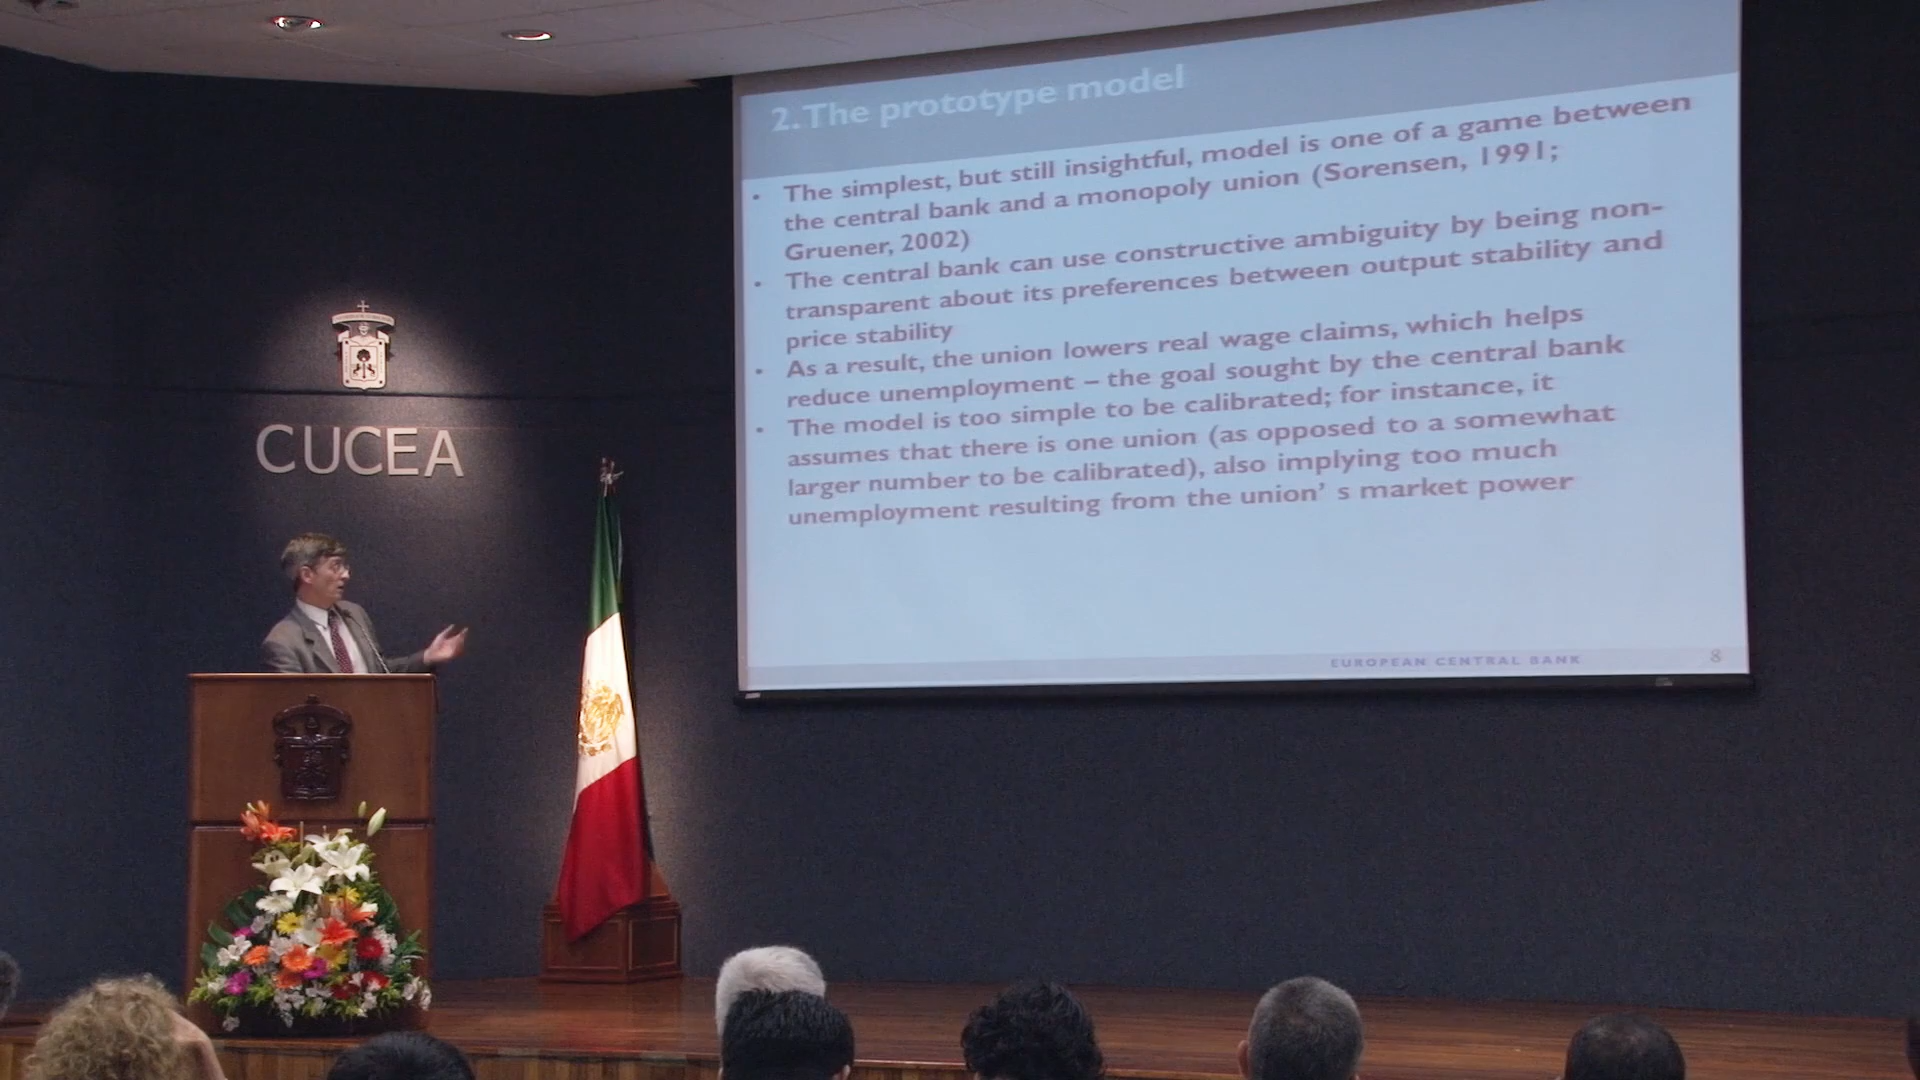 2. The prototype model
• The simplest, but still insightful, model is one of a game between
the central bank and a monopoly union (Sorensen, 1991;
Gruener, 2002)
• The central bank can use constructive ambiguity by being non-
transparent about its preferences between output stability and
price stability
• As a result, the union lowers real wage claims, which helps
reduce unemployment – the goal sought by the central bank
• The model is too simple to be calibrated; for instance, it
assumes that there is one union (as opposed to a somewhat
larger number to be calibrated), also implying too much
unemployment resulting from the union’ s market power
EUROPEAN CENTRAL BANK 8
CUCEA